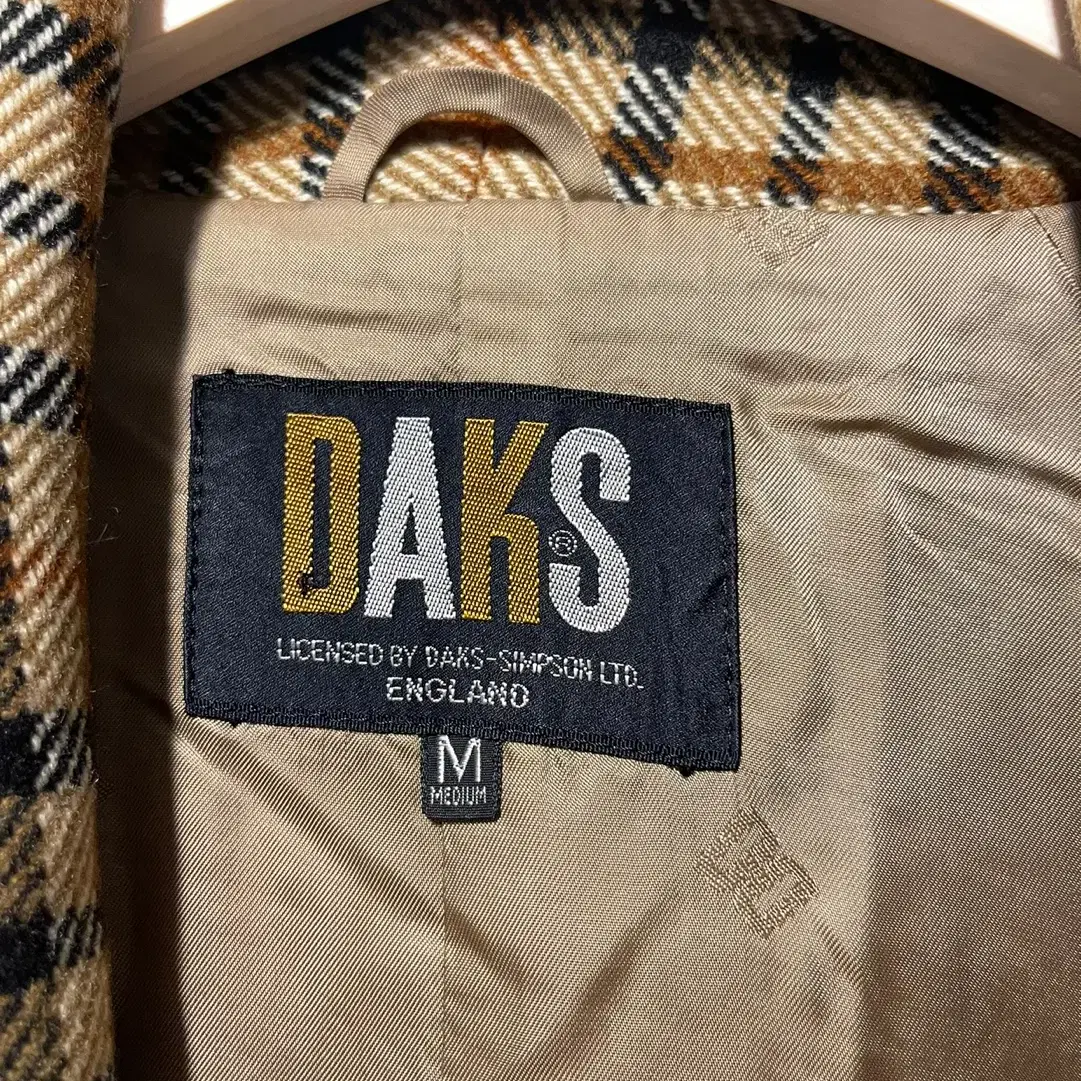 DAKS®
LICENSED BY DAKS-SIMPSON LTD.
ENGLAND
M
MEDIUM